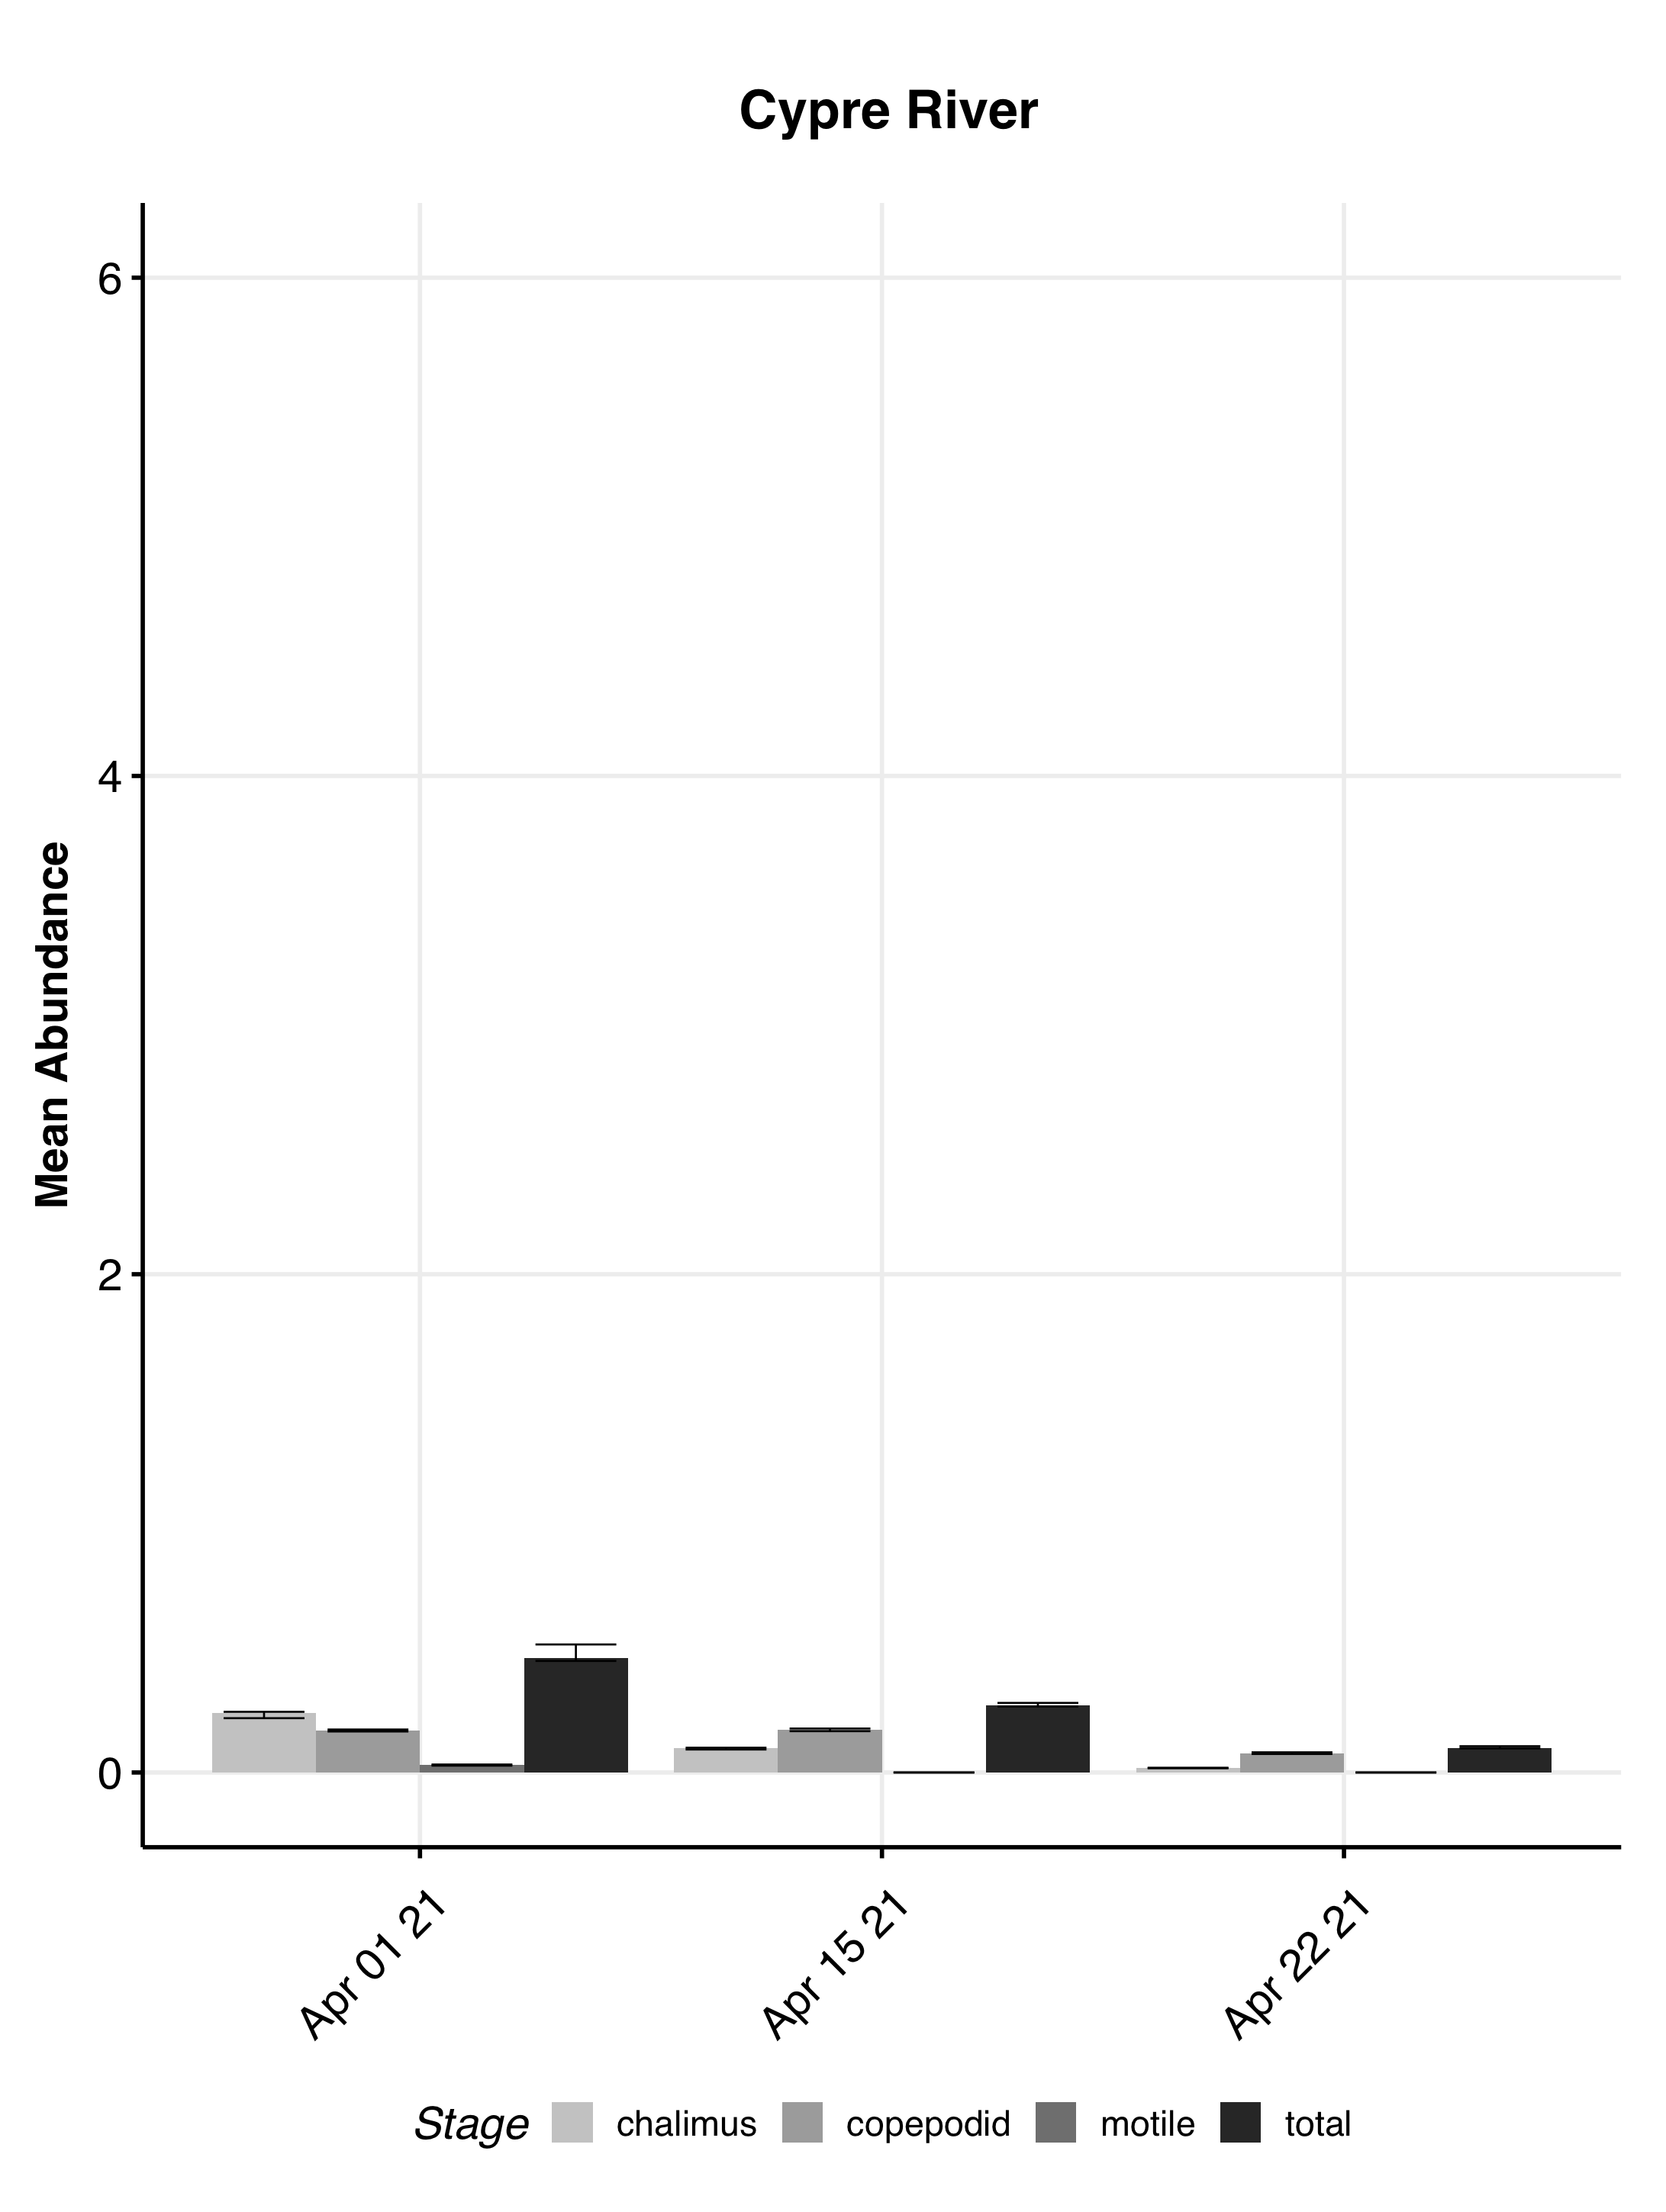 Cypre River
Mean Abundance
6
4
2
0
Apr 01 21
Apr 15 21
Apr 22 21
Stage chalimus copepodid motile total